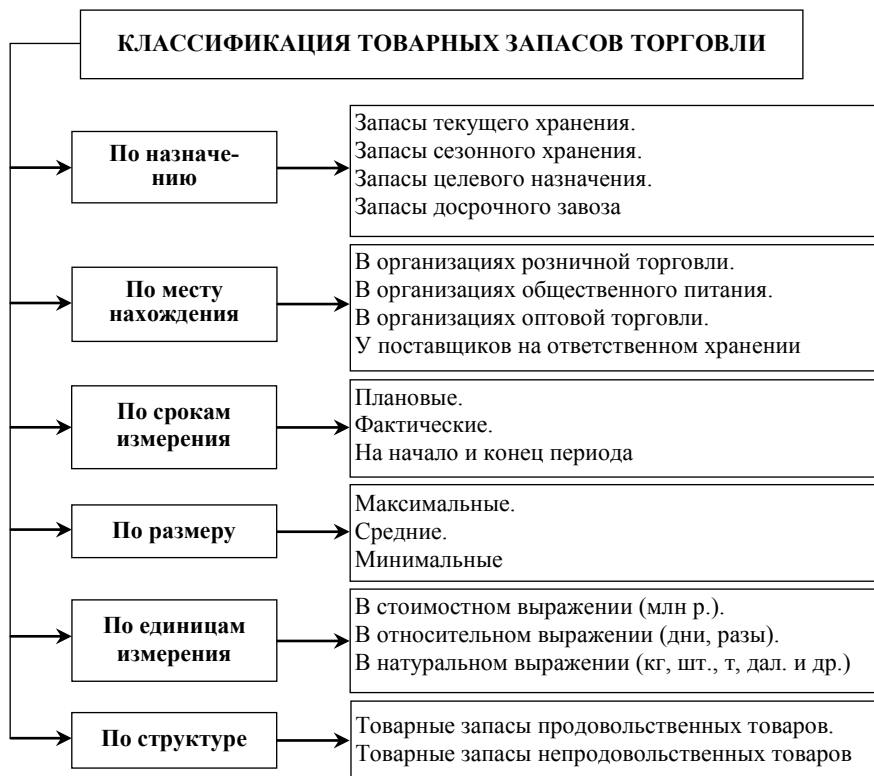 КЛАССИФИКАЦИЯ ТОВАРНЫХ ЗАПАСОВ ТОРГОВЛИ
По назначе-
нию
Запасы текущего хранения.
Запасы сезонного хранения.
Запасы целевого назначения.
Запасы досрочного завоза
По месту
нахождения
В организациях розничной торговли.
В организациях общественного питания.
В организациях оптовой торговли.
У поставщиков на ответственном хранении
По срокам
измерения
Плановые.
Фактические.
На начало и конец периода
По размеру
Максимальные.
Средние.
Минимальные
По единицам
измерения
В стоимостном выражении (млн р.).
В относительном выражении (дни, разы).
В натуральном выражении (кг, шт., т, дал. и др.)
По структуре
Товарные запасы продовольственных товаров.
Товарные запасы непродовольственных товаров